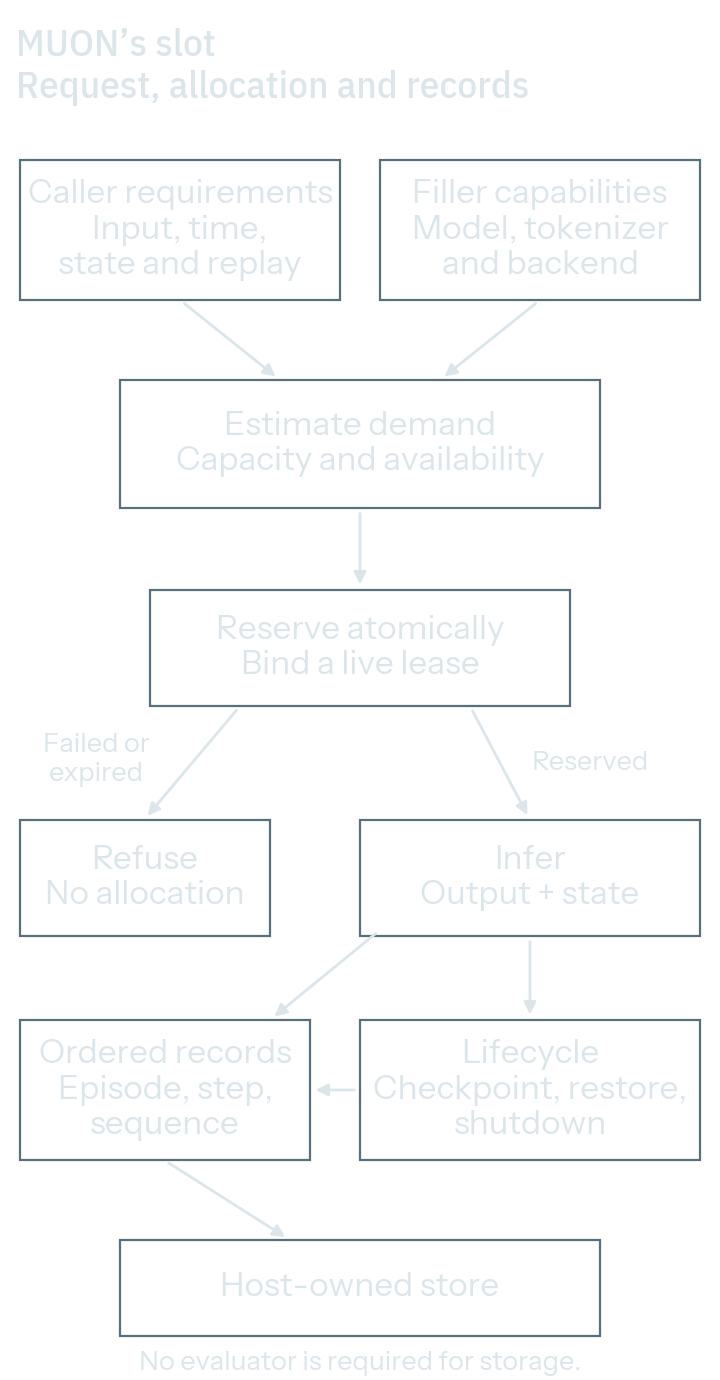 MUON’s slot
Request, allocation and records
Caller requirements
Input, time,
state and replay
Filler capabilities
Model, tokenizer
and backend
Estimate demand
Capacity and availability
Reserve atomically
Bind a live lease
Failed or
expired
Reserved
Refuse
No allocation
Infer
Output + state
Ordered records
Episode, step,
sequence
Lifecycle
Checkpoint, restore,
shutdown
Host-owned store
No evaluator is required for storage.